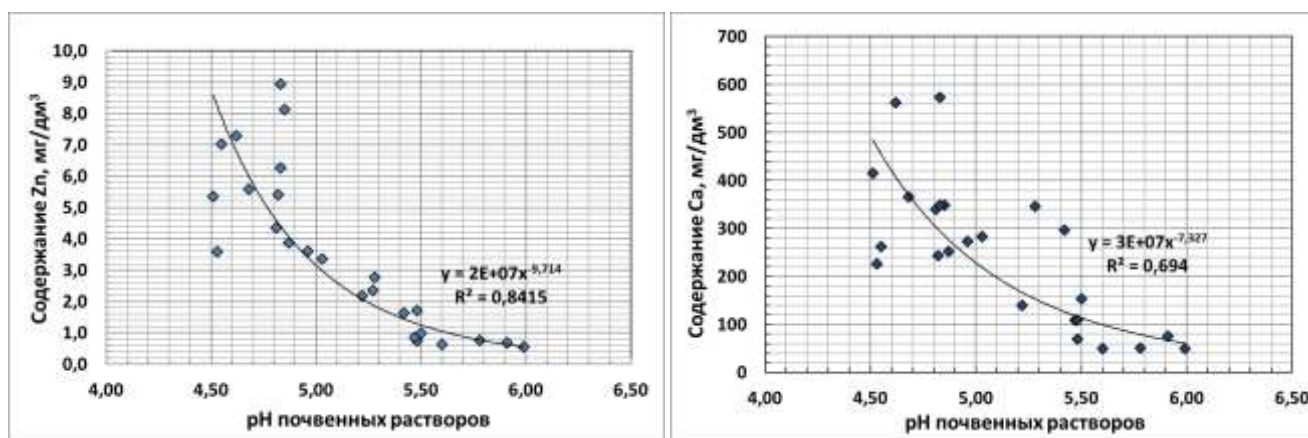 Содержание Zn, мг/дм³
10,0
9,0
8,0
7,0
6,0
5,0
4,0
3,0
2,0
1,0
0,0
y = 2E+07x^-9,714
R² = 0,8415
4,00 4,50 5,00 5,50 6,00 6,50
pH почвенных растворов
Содержание Ca, мг/дм³
700
600
500
400
300
200
100
0
y = 3E+07x^-7,327
R² = 0,694
4,00 4,50 5,00 5,50 6,00 6,50
pH почвенных растворов